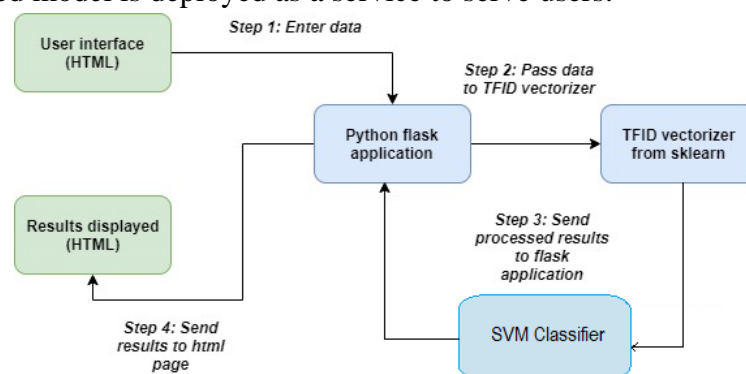 ed model is deployed as a service to serve users.
User interface
(HTML)
Step 1: Enter data
Step 2: Pass data
to TFID vectorizer
Python flask
application
TFID vectorizer
from sklearn
Results displayed
(HTML)
Step 3: Send
processed results
to flask
application
Step 4: Send
results to html
page
SVM Classifier